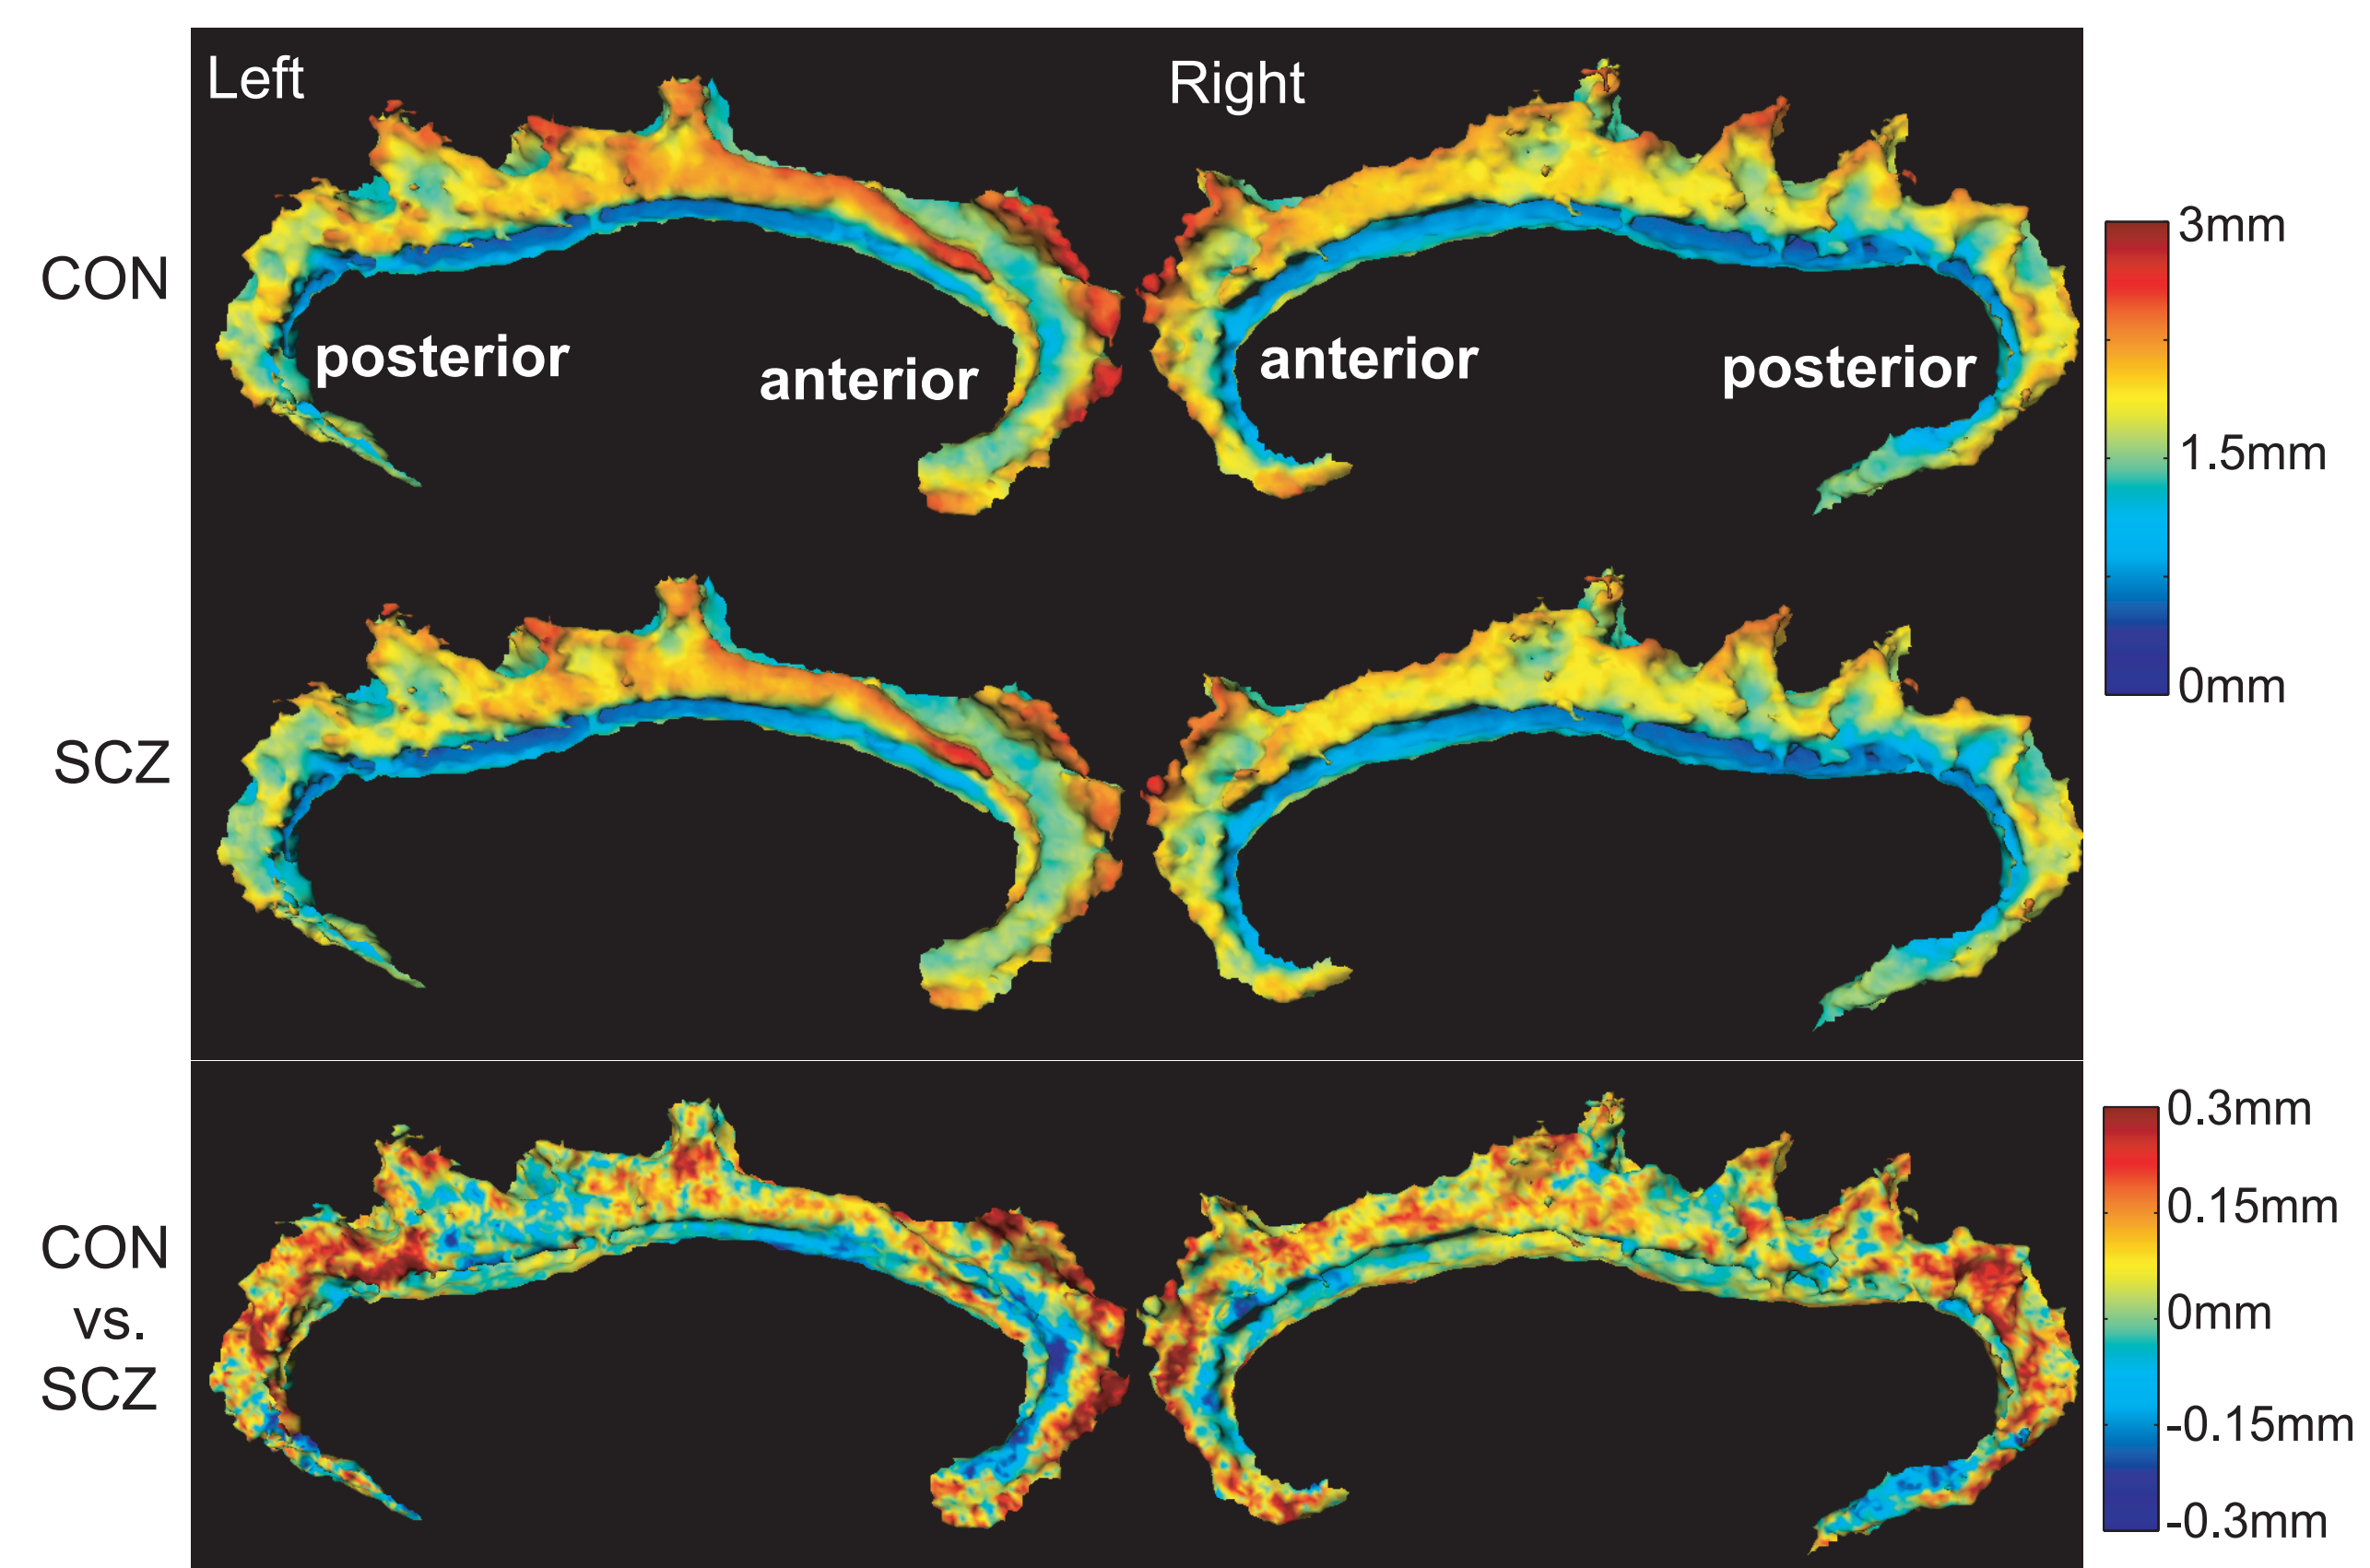 Left
Right
CON
posterior
anterior
anterior
posterior
3mm
1.5mm
0mm
SCZ
CON
vs.
SCZ
0.3mm
0.15mm
0mm
-0.15mm
-0.3mm